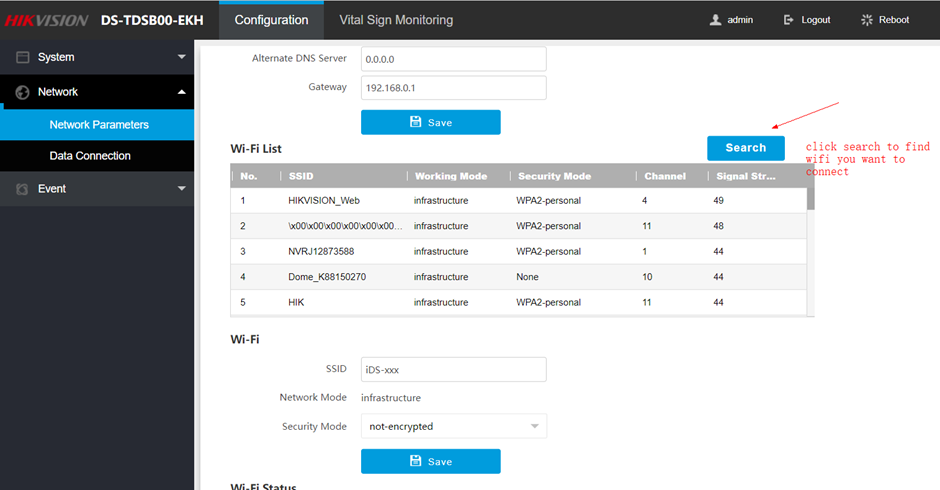 HIKVISION DS-TDSB00-EKH Configuration Vital Sign Monitoring admin Logout Reboot
System
Network
Network Parameters
Data Connection
Event
Alternate DNS Server 0.0.0.0
Gateway 192.168.0.1
Save
Wi-Fi List Search
click search to find
wifi you want to
connect
No. SSID Working Mode Security Mode Channel Signal Str...
1 HIKVISION_Web infrastructure WPA2-personal 4 49
2 \x00\x00\x00\x00\x00\x00... infrastructure WPA2-personal 11 48
3 NVRJ12873588 infrastructure WPA2-personal 1 44
4 Dome_K88150270 infrastructure None 10 44
5 HIK infrastructure WPA2-personal 11 44
Wi-Fi
SSID iDS-xxx
Network Mode infrastructure
Security Mode not-encrypted
Save
Wi-Fi Status